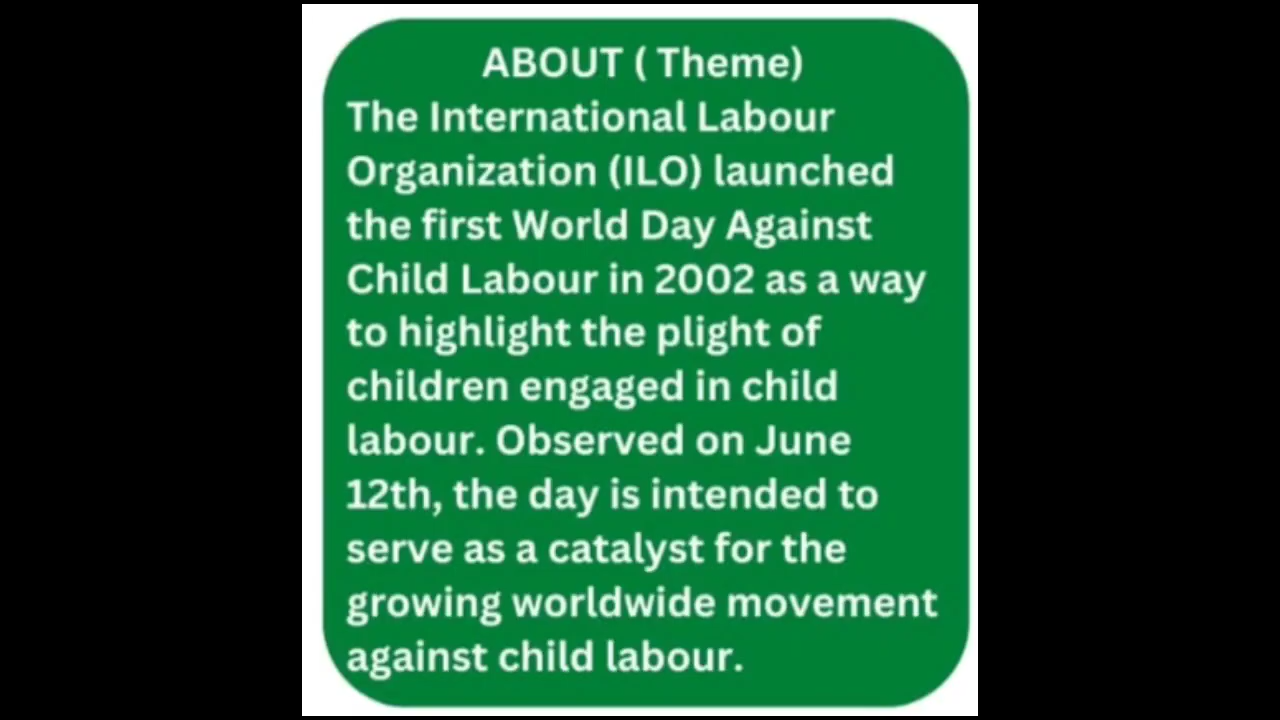 ABOUT ( Theme)
The International Labour
Organization (ILO) launched
the first World Day Against
Child Labour in 2002 as a way
to highlight the plight of
children engaged in child
labour. Observed on June
12th, the day is intended to
serve as a catalyst for the
growing worldwide movement
against child labour.